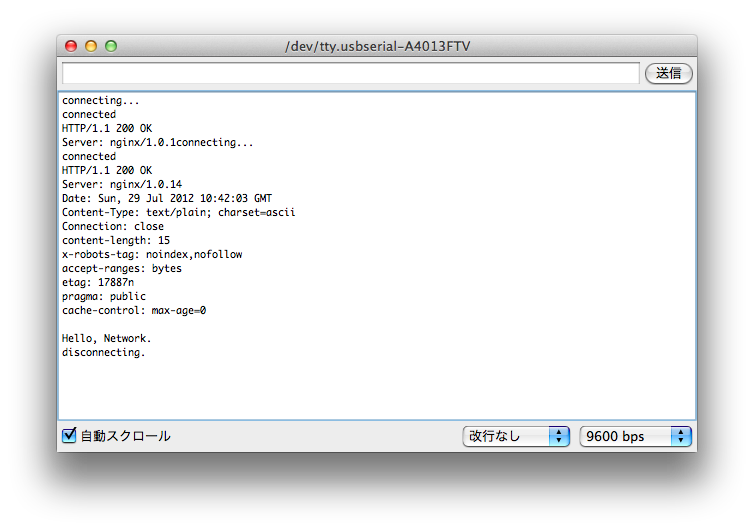 /dev/tty.usbserial-A4013FTV
送信
connecting...
connected
HTTP/1.1 200 OK
Server: nginx/1.0.1connecting...
connected
HTTP/1.1 200 OK
Server: nginx/1.0.14
Date: Sun, 29 Jul 2012 10:42:03 GMT
Content-Type: text/plain; charset=ascii
Connection: close
content-length: 15
x-robots-tag: noindex,nofollow
accept-ranges: bytes
etag: 17887n
pragma: public
cache-control: max-age=0
Hello, Network.
disconnecting.
自動スクロール
改行なし
9600 bps